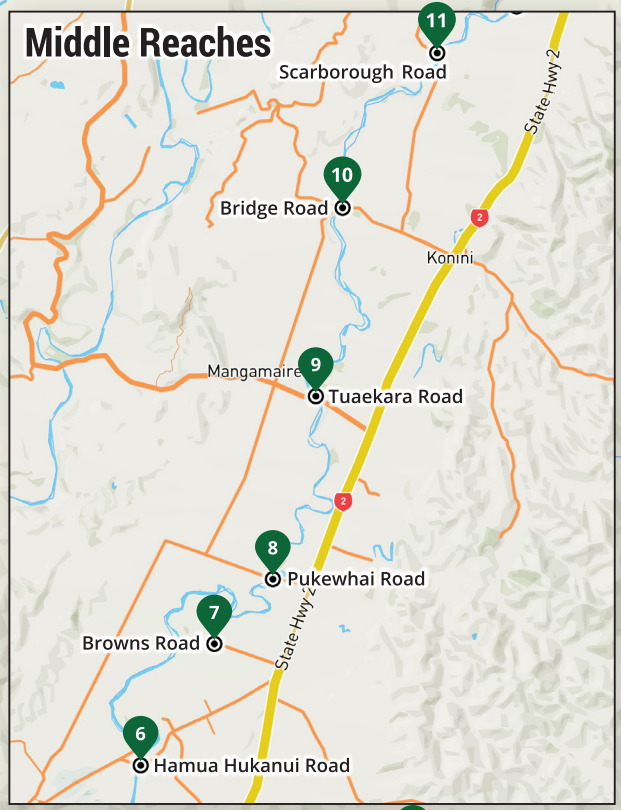 Middle Reaches
11
Scarborough Road
State Hwy 2
10
Bridge Road
2
Konini
9
Mangamaire
Tuaekara Road
2
8
Pukewhai Road
7
Browns Road
State Hwy 2
6
Hamua Hukanui Road